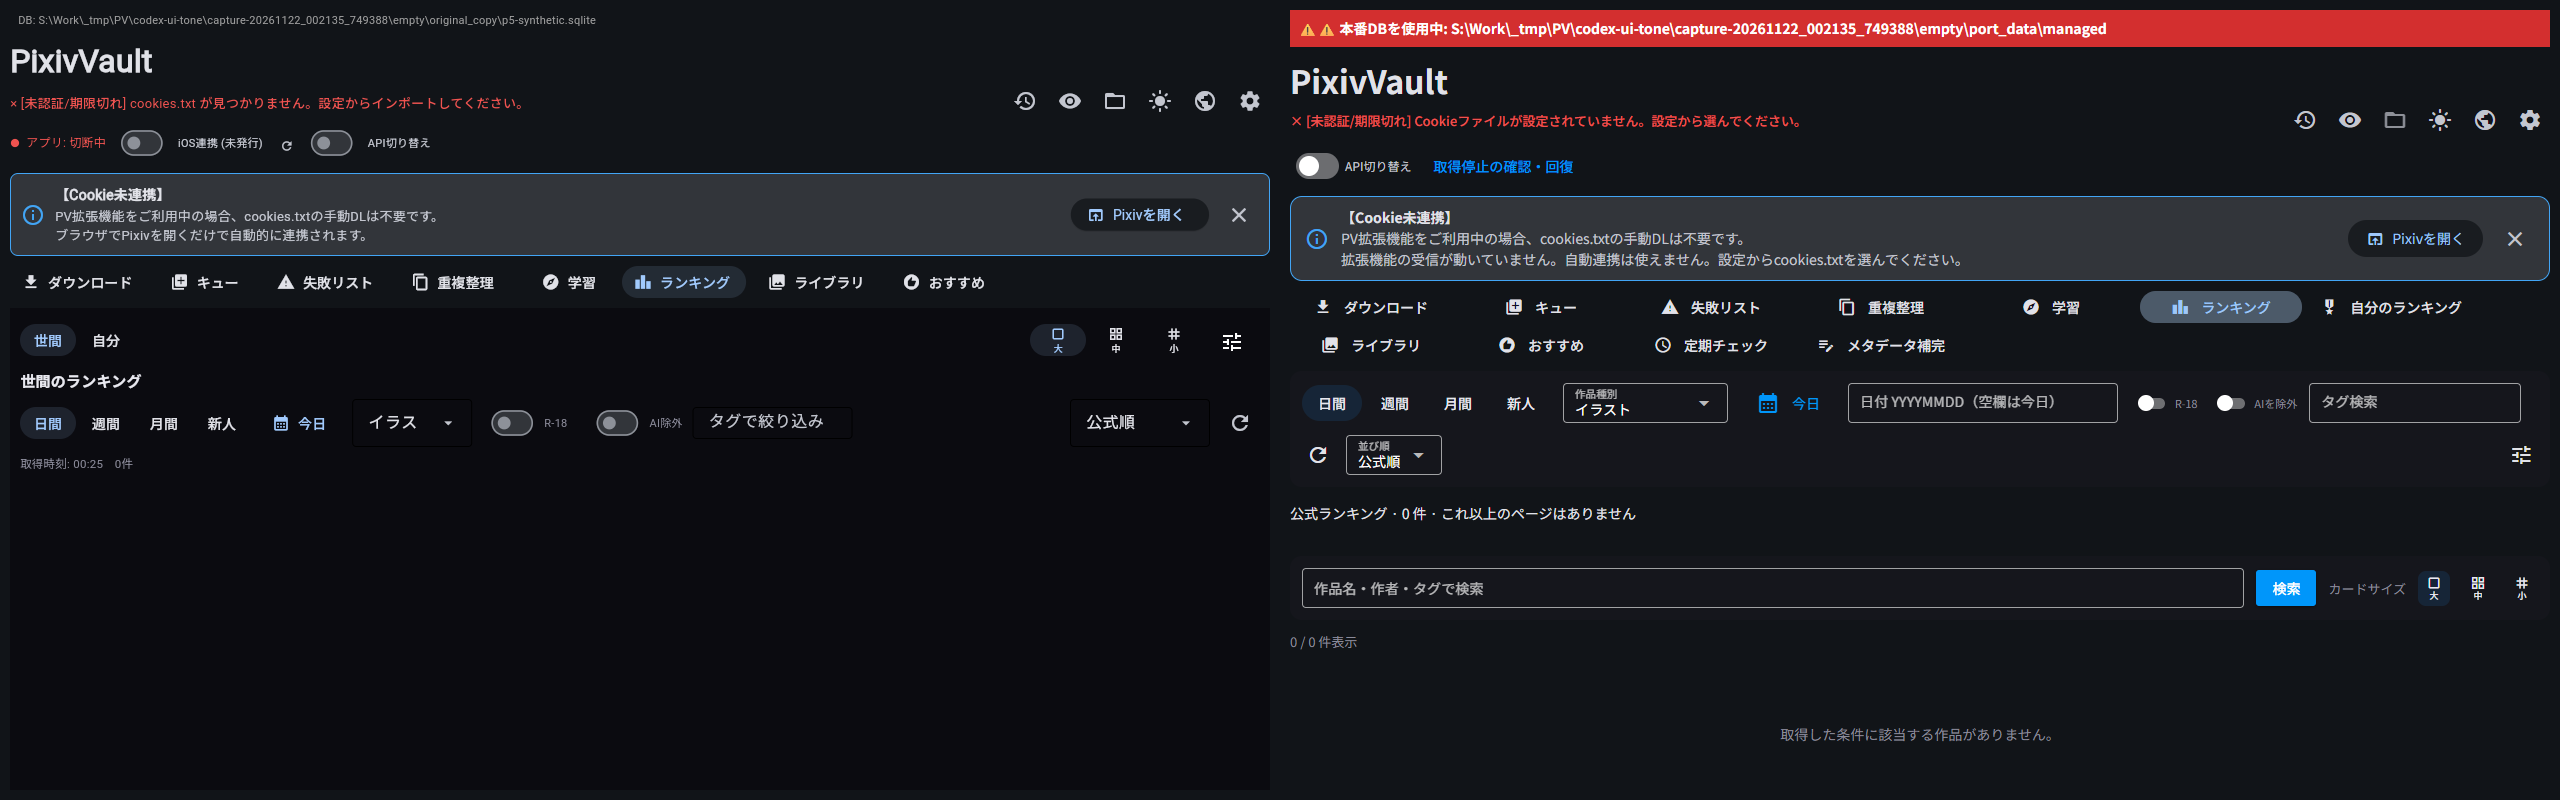 DB: S:\Work\_tmp\PV\codex-ui-tone\capture-20261122_002135_749388\empty\original_copy\p5-synthetic.sqlite
PixivVault
× [未認証/期限切れ] cookies.txt が見つかりません。設定からインポートしてください。
アプリ: 切断中 iOS連携 (未発行) API切り替え
【Cookie未連携】
PV拡張機能をご利用中の場合、cookies.txtの手動DLは不要です。
ブラウザでPixivを開くだけで自動的に連携されます。
Pixivを開く
ダウンロード キュー 失敗リスト 重複整理 学習 ランキング ライブラリ おすすめ
世間 自分 大 中 小
世間のランキング
日間 週間 月間 新人 今日 イラス R-18 AI除外 タグで絞り込み 公式順
取得時刻: 00:25 0件
本番DBを使用中: S:\Work\_tmp\PV\codex-ui-tone\capture-20261122_002135_749388\empty\port_data\managed
PixivVault
× [未認証/期限切れ] Cookieファイルが設定されていません。設定から選んでください。
API切り替え 取得停止の確認・回復
【Cookie未連携】
PV拡張機能をご利用中の場合、cookies.txtの手動DLは不要です。
拡張機能の受信が動いていません。自動連携は使えません。設定からcookies.txtを選んでください。
Pixivを開く
ダウンロード キュー 失敗リスト 重複整理 学習 ランキング 自分のランキング
ライブラリ おすすめ 定期チェック メタデータ補完
日間 週間 月間 新人 作品種別 イラスト 今日 日付 YYYYMMDD（空欄は今日） R-18 AIを除外 タグ検索
並び順 公式順
公式ランキング · 0 件 · これ以上のページはありません
作品名・作者・タグで検索 検索 カードサイズ 大 中 小
0 / 0 件表示
取得した条件に該当する作品がありません。